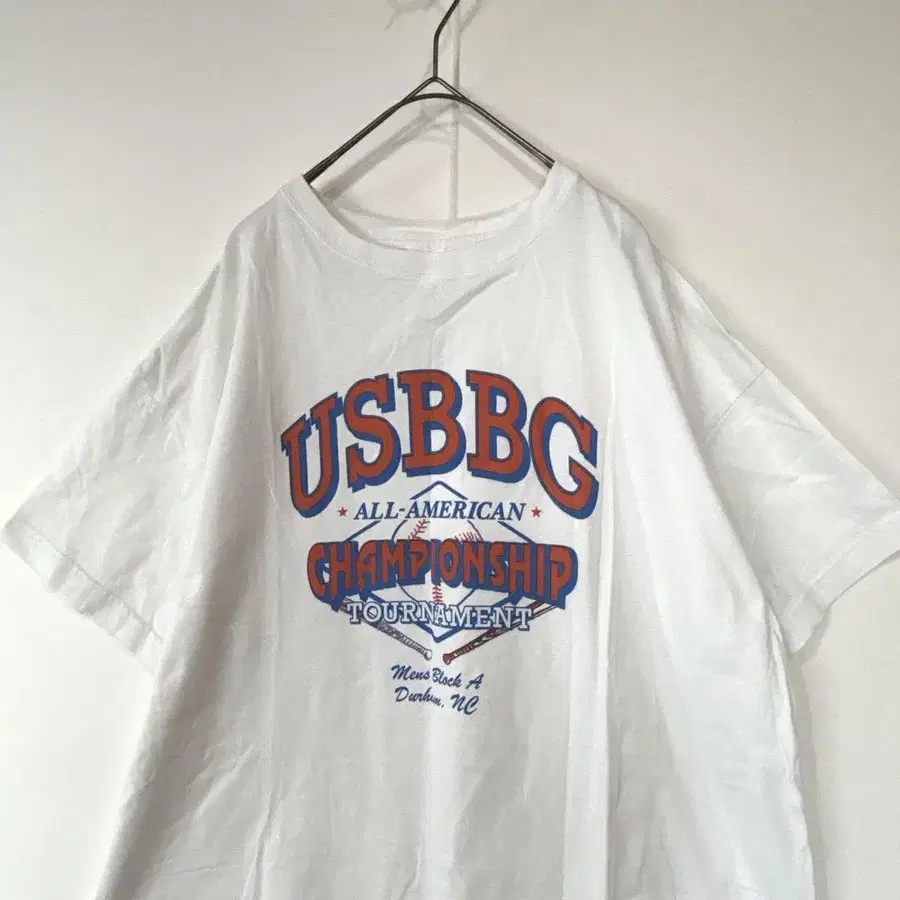 USBBG
★ ALL-AMERICAN ★
CHAMPIONSHIP
TOURNAMENT
Mens Block A
Durham, NC